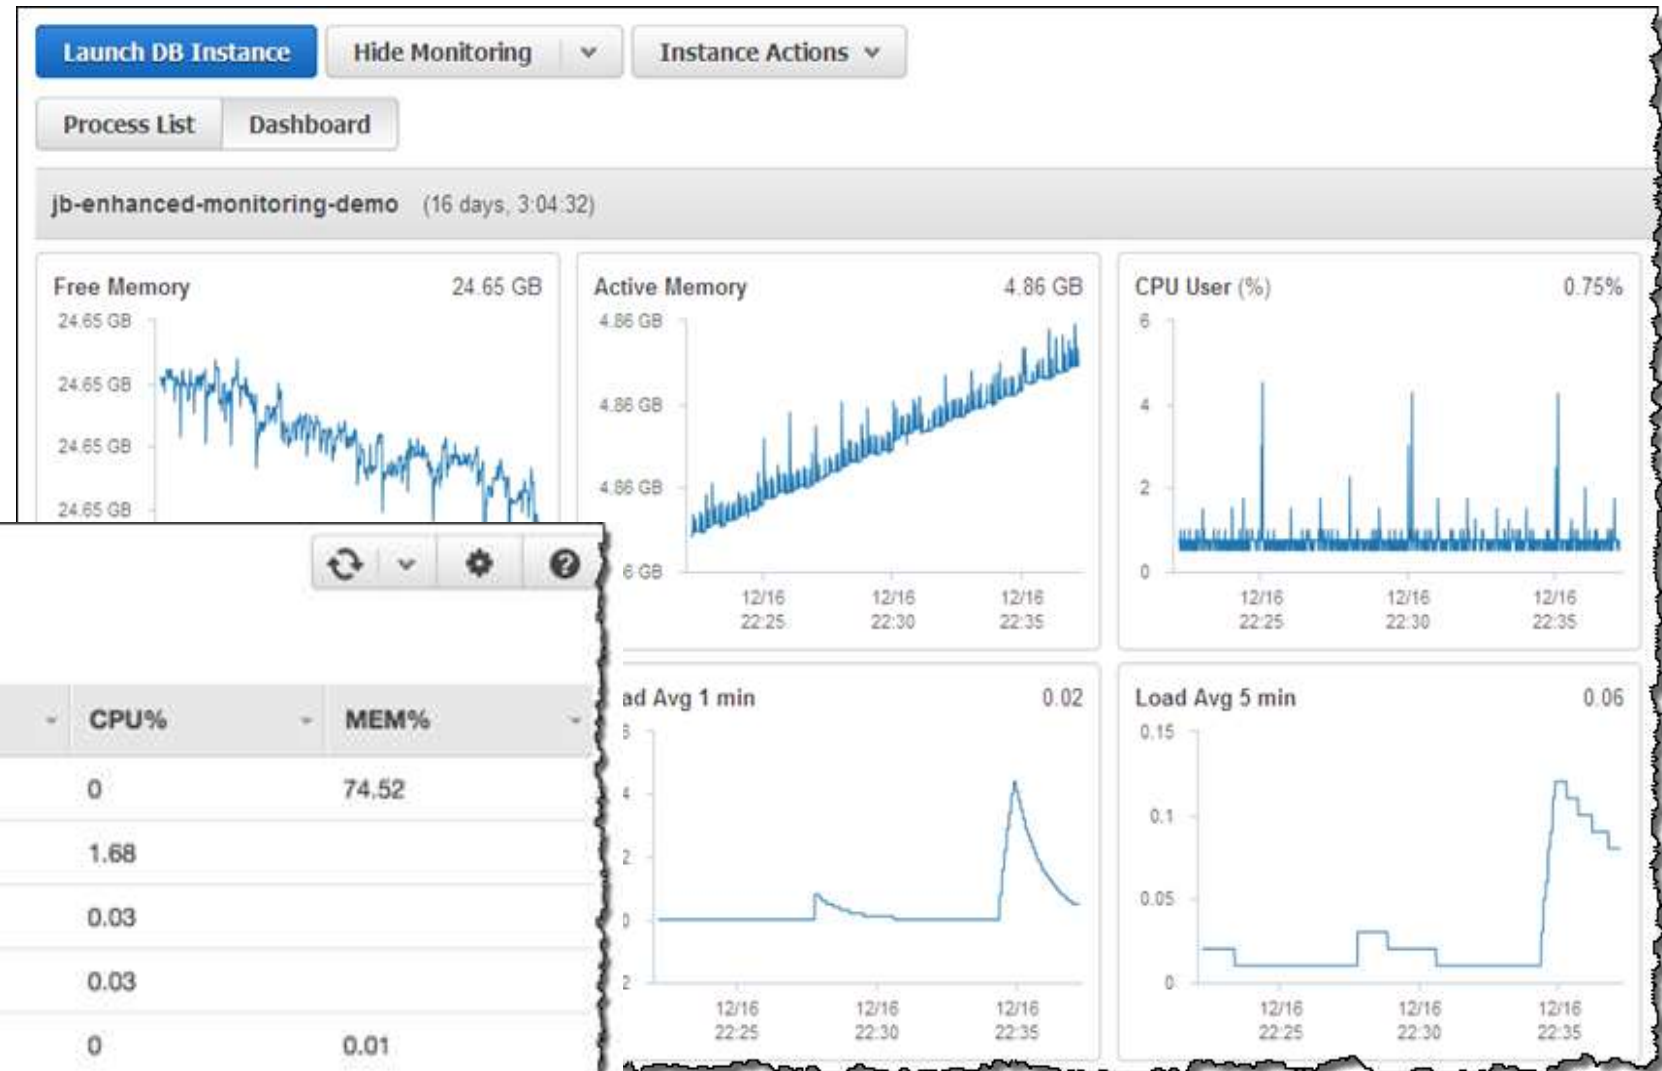 Launch DB Instance Hide Monitoring Instance Actions
Process List Dashboard
jb-enhanced-monitoring-demo (16 days, 3:04:32)
Free Memory 24.65 GB
24.65 GB
24.65 GB
24.65 GB
24.65 GB
Active Memory 4.86 GB
4.86 GB
4.86 GB
4.86 GB
6 GB
12/16 12/16 12/16
22:25 22:30 22:35
CPU User (%) 0.75%
6
4
2
0
12/16 12/16 12/16
22:25 22:30 22:35
CPU% MEM%
0 74.52
1.68
0.03
0.03
0 0.01
ad Avg 1 min 0.02
6
4
2
0
2
12/16 12/16 12/16
22:25 22:30 22:35
Load Avg 5 min 0.06
0.15
0.1
0.05
0
12/16 12/16 12/16
22:25 22:30 22:35